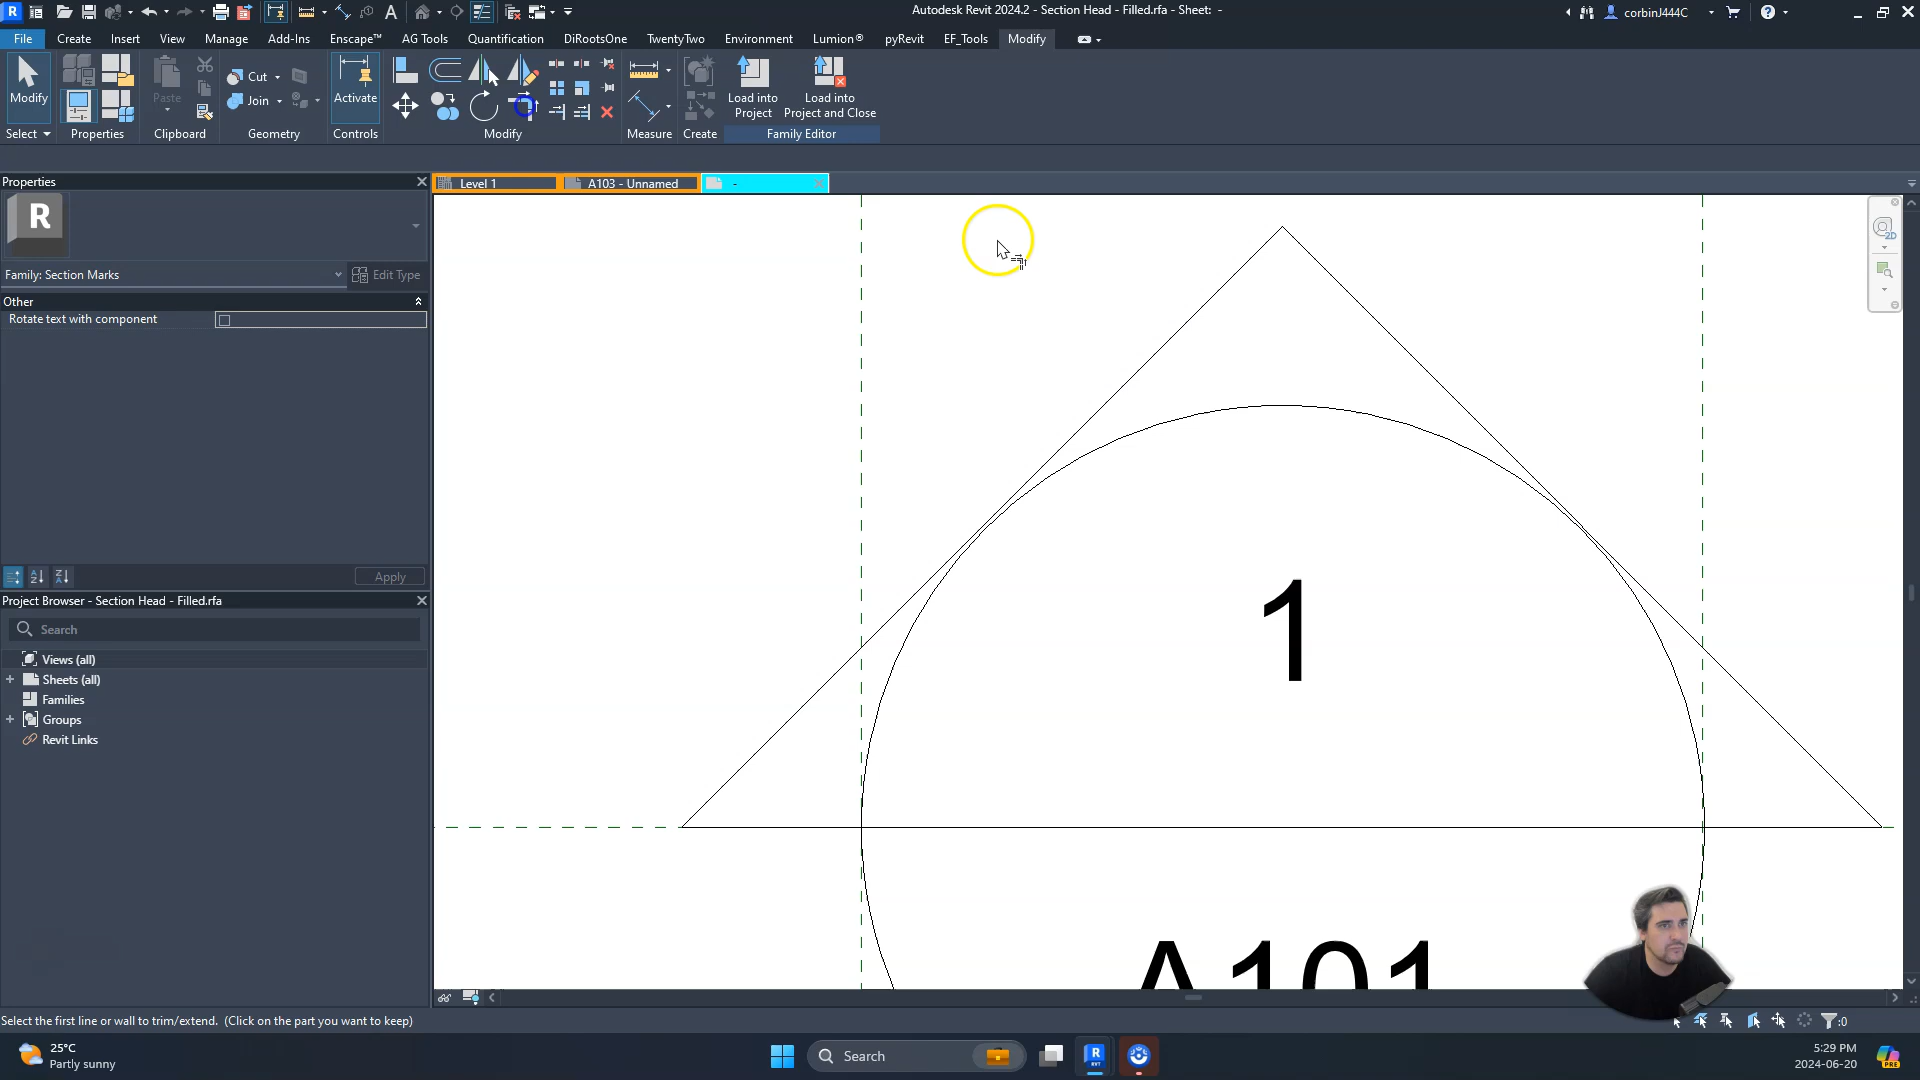 Autodesk Revit 2024.2 - Section Head - Filled.rfa - Sheet: -
corbinJ444C
File Create Insert View Manage Add-Ins Enscape™ AG Tools Quantification DiRootsOne TwentyTwo Environment Lumion® pyRevit EF_Tools Modify
Modify
Paste
Cut
Join
Activate
Load into
Project
Load into
Project and Close
Select Properties Clipboard Geometry Controls Modify Measure Create Family Editor
Properties
Level 1
A103 - Unnamed
-
R
Family: Section Marks
Edit Type
Other
Rotate text with component
Apply
Project Browser - Section Head - Filled.rfa
Search
Views (all)
Sheets (all)
Families
Groups
Revit Links
2D
1
A101
Select the first line or wall to trim/extend. (Click on the part you want to keep)
:0
25°C
Partly sunny
Search
5:29 PM
2024-06-20
PRE